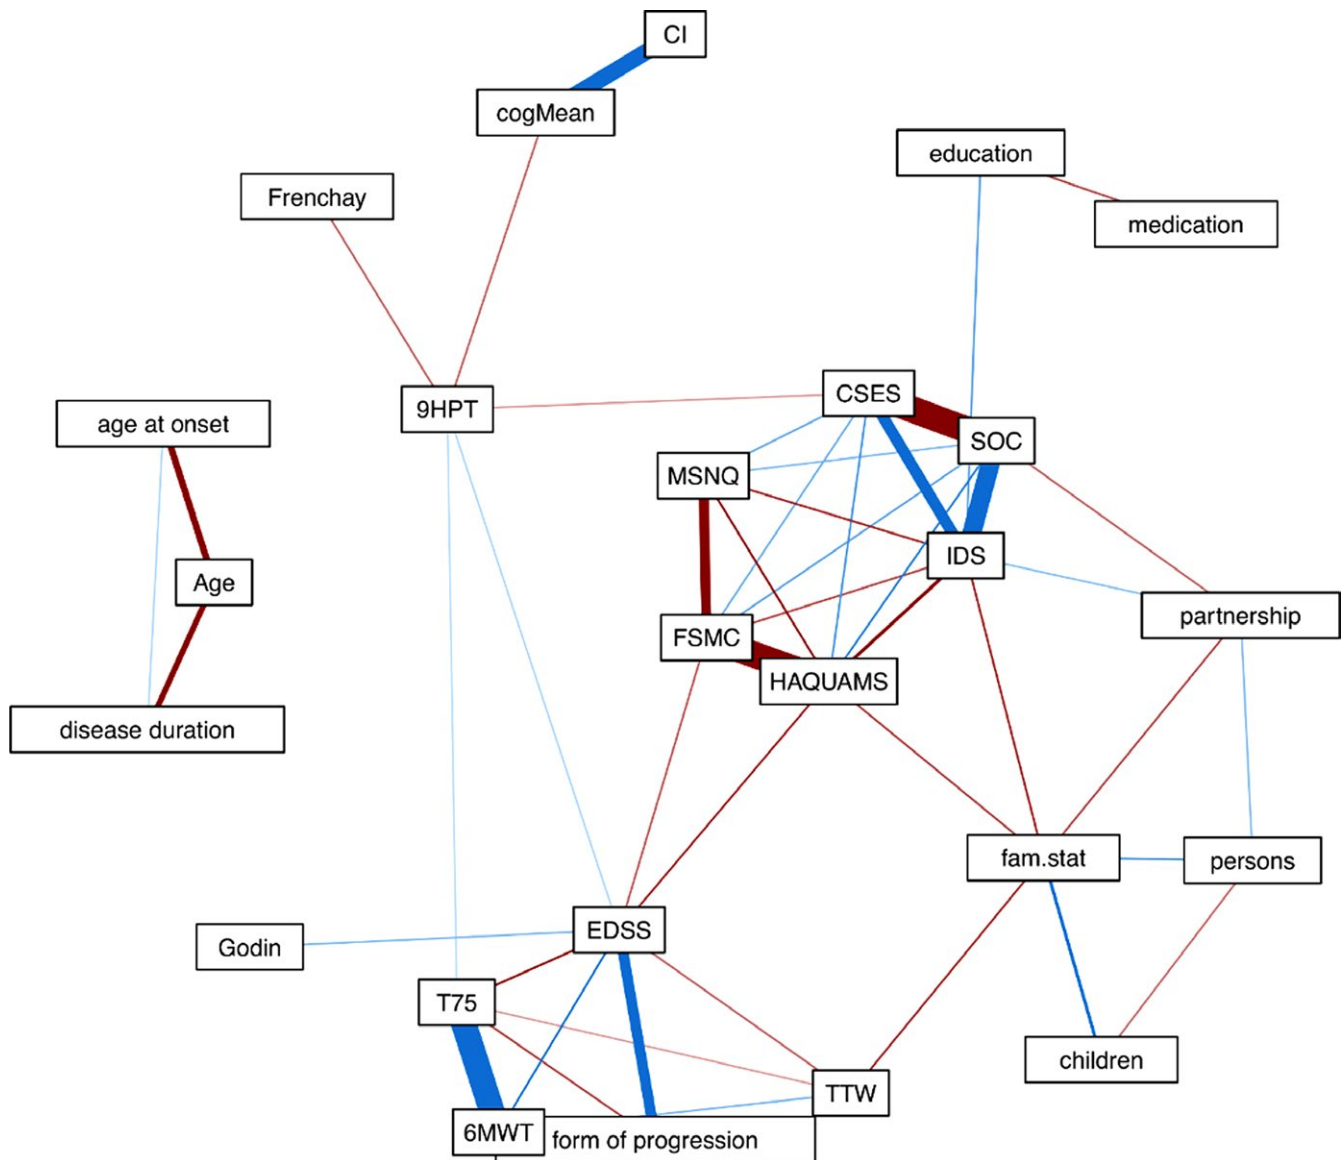 CI
cogMean
education
Frenchay
medication
CSES
9HPT
age at onset
SOC
MSNQ
IDS
Age
partnership
FSMC
HAQUAMS
disease duration
fam.stat
persons
EDSS
Godin
T75
children
TTW
6MWT
form of progression